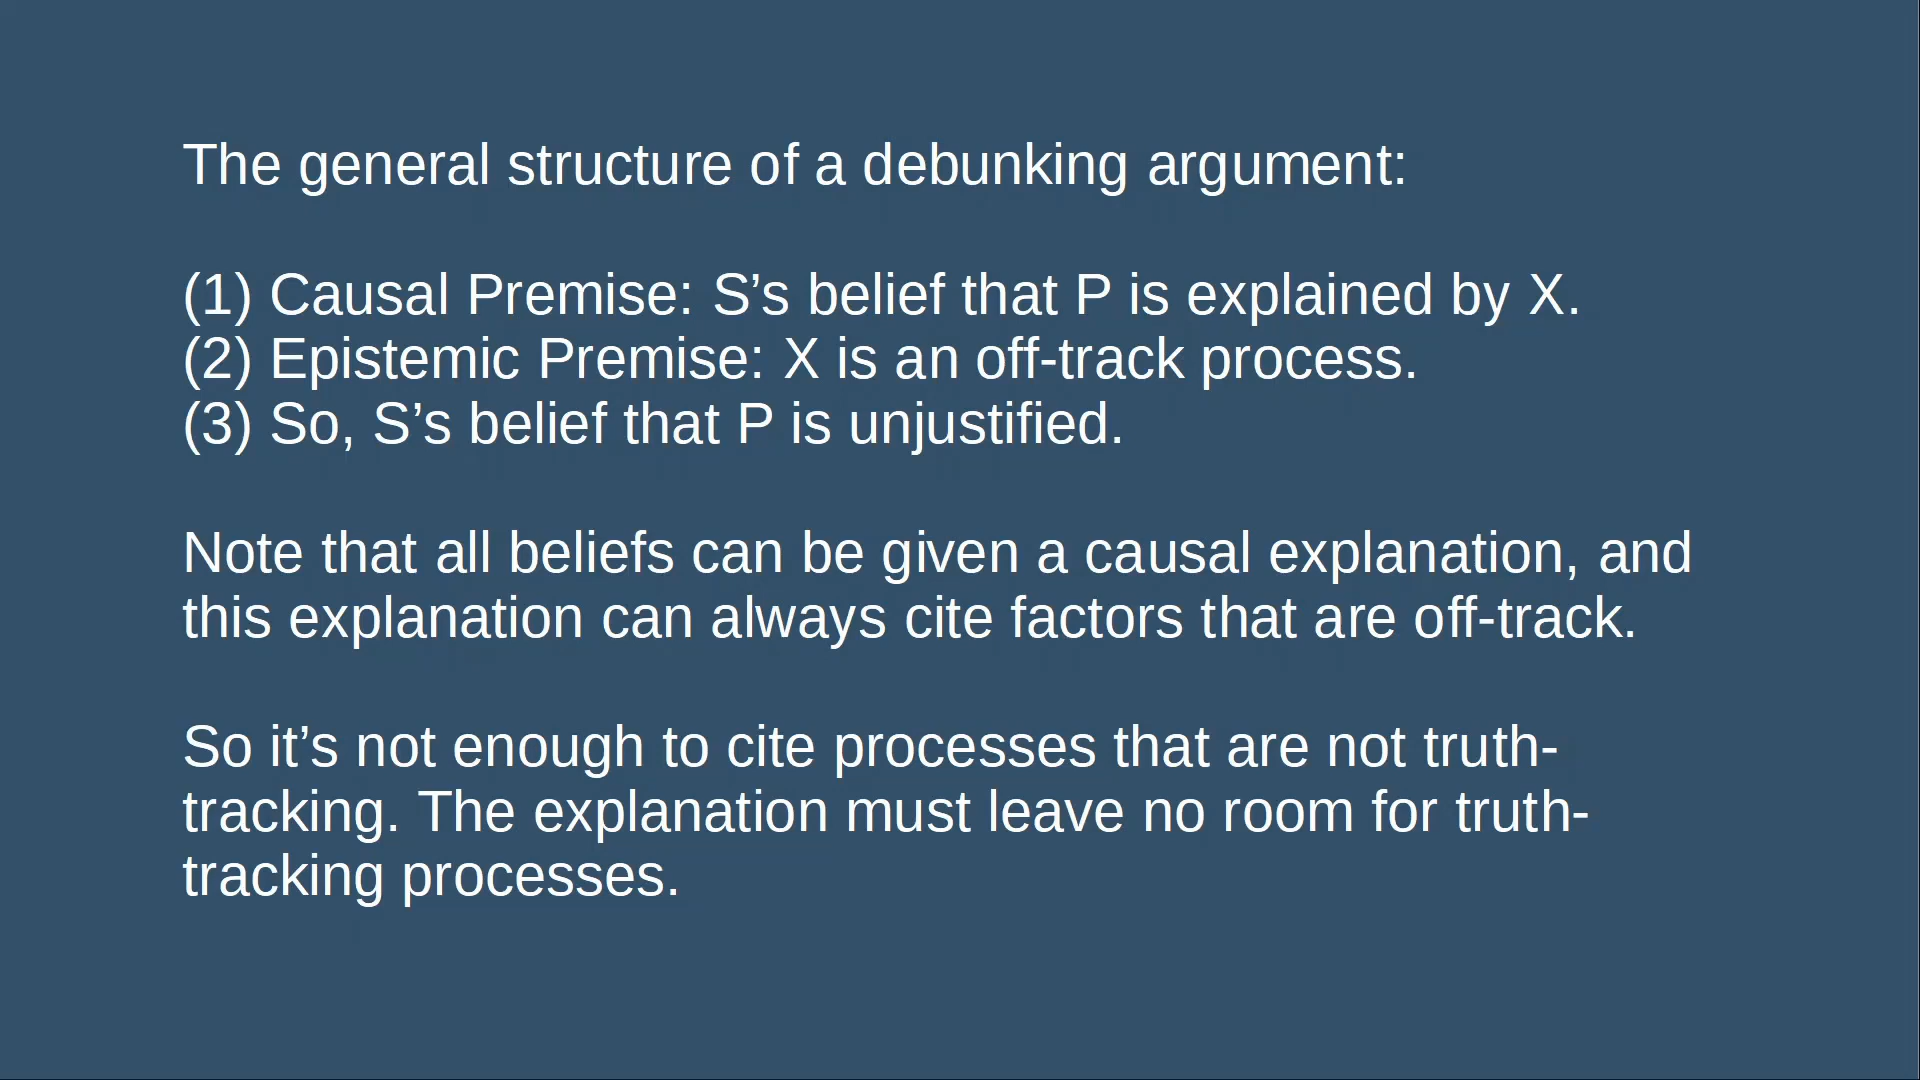 The general structure of a debunking argument:
(1) Causal Premise: S’s belief that P is explained by X.
(2) Epistemic Premise: X is an off-track process.
(3) So, S’s belief that P is unjustified.
Note that all beliefs can be given a causal explanation, and
this explanation can always cite factors that are off-track.
So it’s not enough to cite processes that are not truth-
tracking. The explanation must leave no room for truth-
tracking processes.